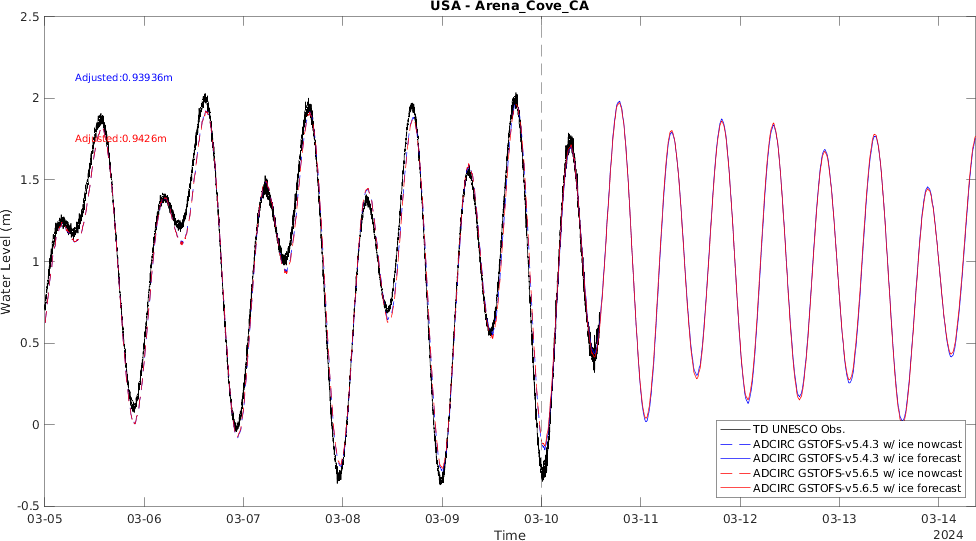 USA - Arena_Cove_CA
2.5
2
1.5
1
0.5
0
-0.5
Water Level (m)
Adjusted:0.93936m
Adjusted:0.9426m
TD UNESCO Obs.
ADCIRC GSTOFS-v5.4.3 w/ ice nowcast
ADCIRC GSTOFS-v5.4.3 w/ ice forecast
ADCIRC GSTOFS-v5.6.5 w/ ice nowcast
ADCIRC GSTOFS-v5.6.5 w/ ice forecast
03-05 03-06 03-07 03-08 03-09 03-10 03-11 03-12 03-13 03-14
Time
2024